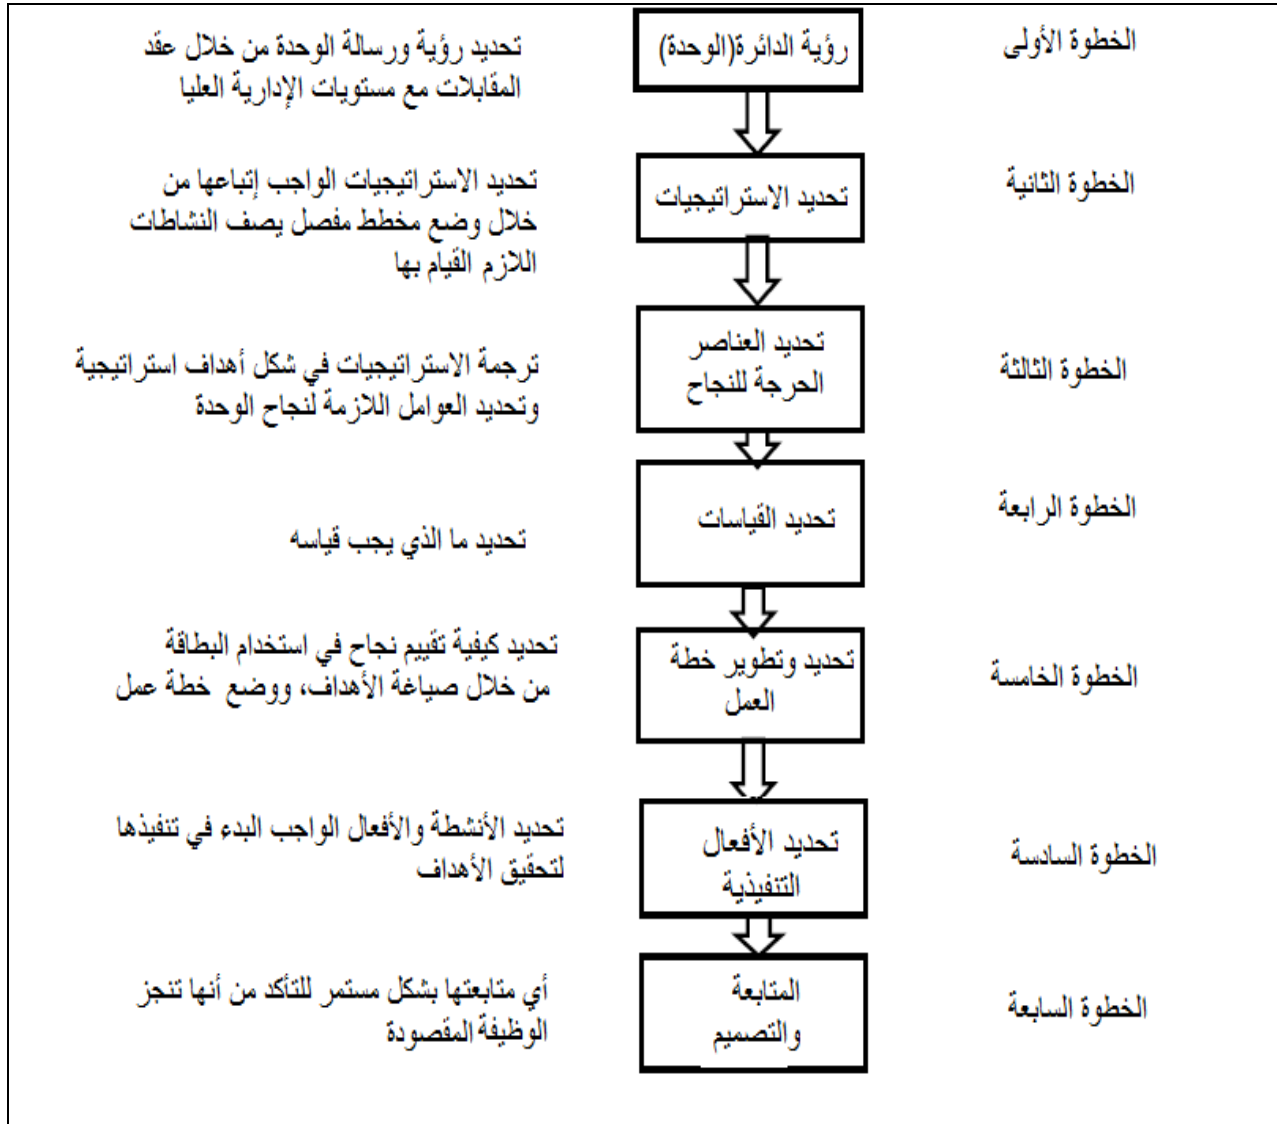 الخطوة الأولى
رؤية الدائرة(الوحدة)
تحديد رؤية ورسالة الوحدة من خلال عقد
المقابلات مع مستويات الإدارية العليا
الخطوة الثانية
تحديد الاستراتيجيات
تحديد الاستراتيجيات الواجب إتباعها من
خلال وضع مخطط مفصل يصف النشاطات
اللازم القيام بها
الخطوة الثالثة
تحديد العناصر
الحرجة للنجاح
ترجمة الاستراتيجيات في شكل أهداف استراتيجية
وتحديد العوامل اللازمة لنجاح الوحدة
الخطوة الرابعة
تحديد القياسات
تحديد ما الذي يجب قياسه
الخطوة الخامسة
تحديد وتطوير خطة
العمل
تحديد كيفية تقييم نجاح في استخدام البطاقة
من خلال صياغة الأهداف، ووضع خطة عمل
الخطوة السادسة
تحديد الأفعال
التنفيذية
تحديد الأنشطة والأفعال الواجب البدء في تنفيذها
لتحقيق الأهداف
الخطوة السابعة
المتابعة
والتصميم
أي متابعتها بشكل مستمر للتأكد من أنها تنجز
الوظيفة المقصودة